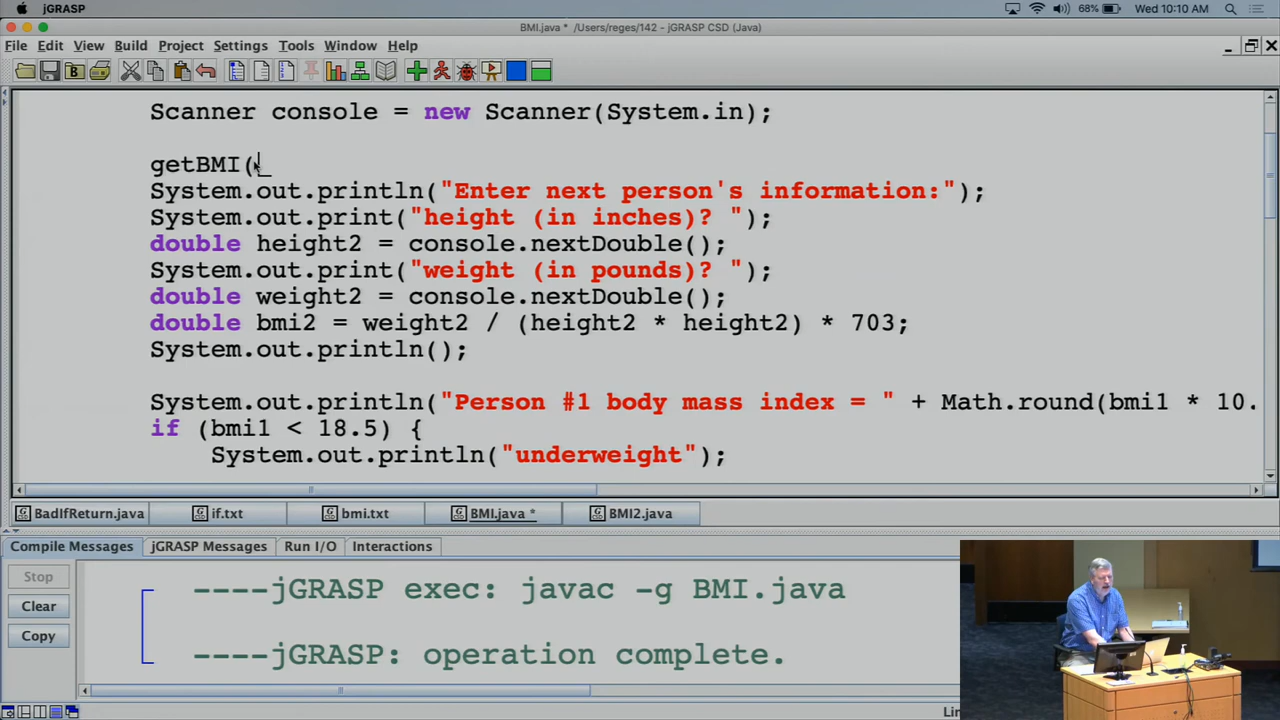 jGRASP
68%
Wed 10:10 AM
BMI.java * /Users/reges/142 - jGRASP CSD (Java)
File Edit View Build Project Settings Tools Window Help
Scanner console = new Scanner(System.in);
getBMI(
System.out.println("Enter next person's information:");
System.out.print("height (in inches)? ");
double height2 = console.nextDouble();
System.out.print("weight (in pounds)? ");
double weight2 = console.nextDouble();
double bmi2 = weight2 / (height2 * height2) * 703;
System.out.println();
System.out.println("Person #1 body mass index = " + Math.round(bmi1 * 10.
if (bmi1 < 18.5) {
System.out.println("underweight");
BadIfReturn.java if.txt bmi.txt BMI.java * BMI2.java
Compile Messages jGRASP Messages Run I/O Interactions
Stop
Clear
Copy
----jGRASP exec: javac -g BMI.java
----jGRASP: operation complete.